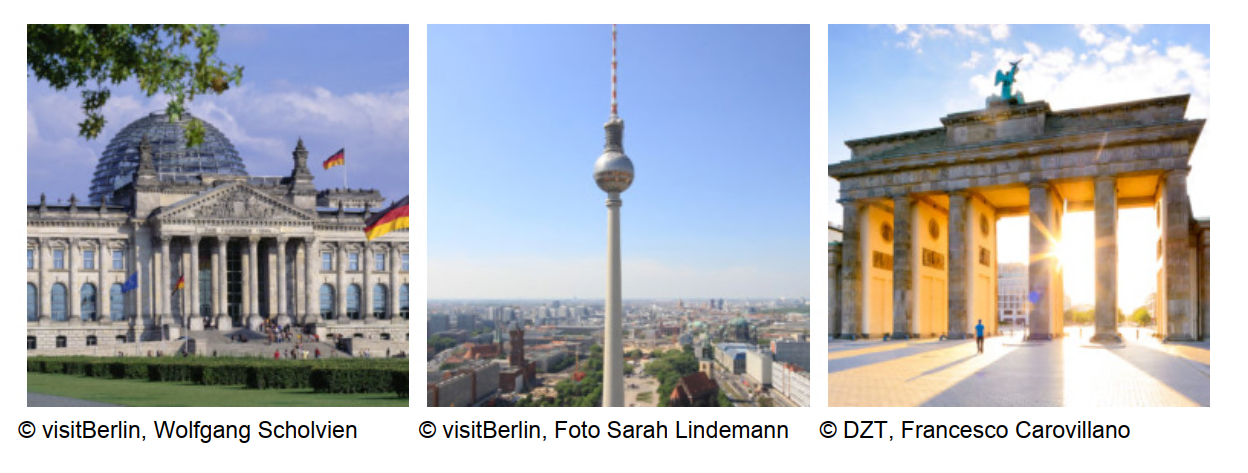 © visitBerlin, Wolfgang Scholvien
© visitBerlin, Foto Sarah Lindemann
© DZT, Francesco Carovillano